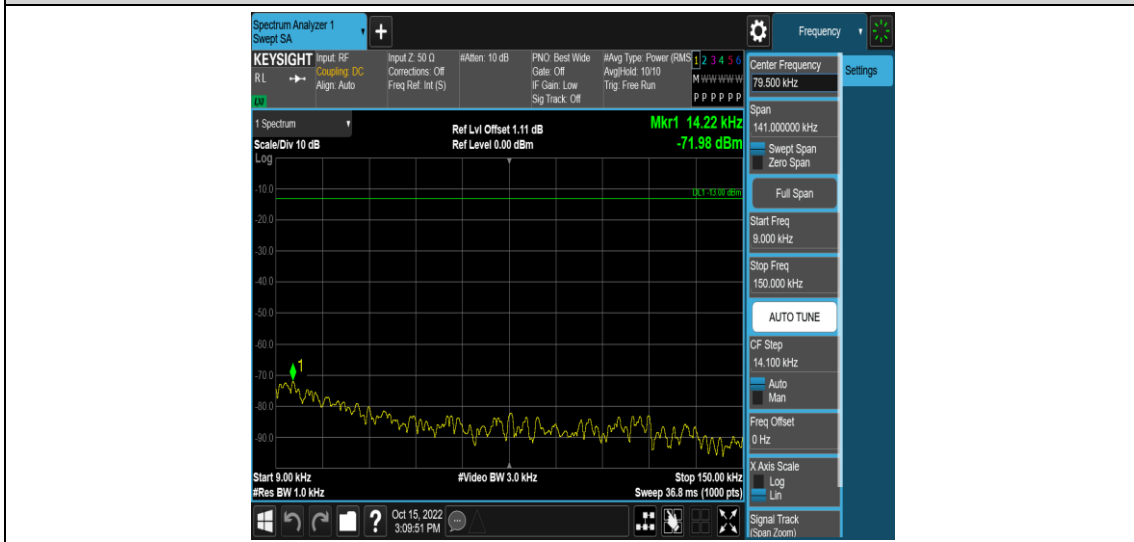 Spectrum Analyzer 1
Swept SA
+
Frequency
KEYSIGHT
RL
Input: RF
Coupling: DC
Align: Auto
Input Z: 50 Ω
Corrections: Off
Freq Ref: Int (S)
#Atten: 10 dB
PNO: Best Wide
Gate: Off
IF Gain: Low
Sig Track: Off
#Avg Type: Power (RMS
Avg|Hold: 10/10
Trig: Free Run
1 2 3 4 5 6
M W W W W W
P P P P P P
1 Spectrum
Scale/Div 10 dB
Log
Ref Lvl Offset 1.11 dB
Ref Level 0.00 dBm
Mkr1 14.22 kHz
-71.98 dBm
DL1 -13.00 dBm
-10.0
-20.0
-30.0
-40.0
-50.0
-60.0
-70.0
-80.0
-90.0
1
Start 9.00 kHz
#Res BW 1.0 kHz
#Video BW 3.0 kHz
Stop 150.00 kHz
Sweep 36.8 ms (1000 pts)
?
Oct 15, 2022
3:09:51 PM
Center Frequency
79.500 kHz
Settings
Span
141.000000 kHz
Swept Span
Zero Span
Full Span
Start Freq
9.000 kHz
Stop Freq
150.000 kHz
AUTO TUNE
CF Step
14.100 kHz
Auto
Man
Freq Offset
0 Hz
X Axis Scale
Log
Lin
Signal Track
(Span Zoom)